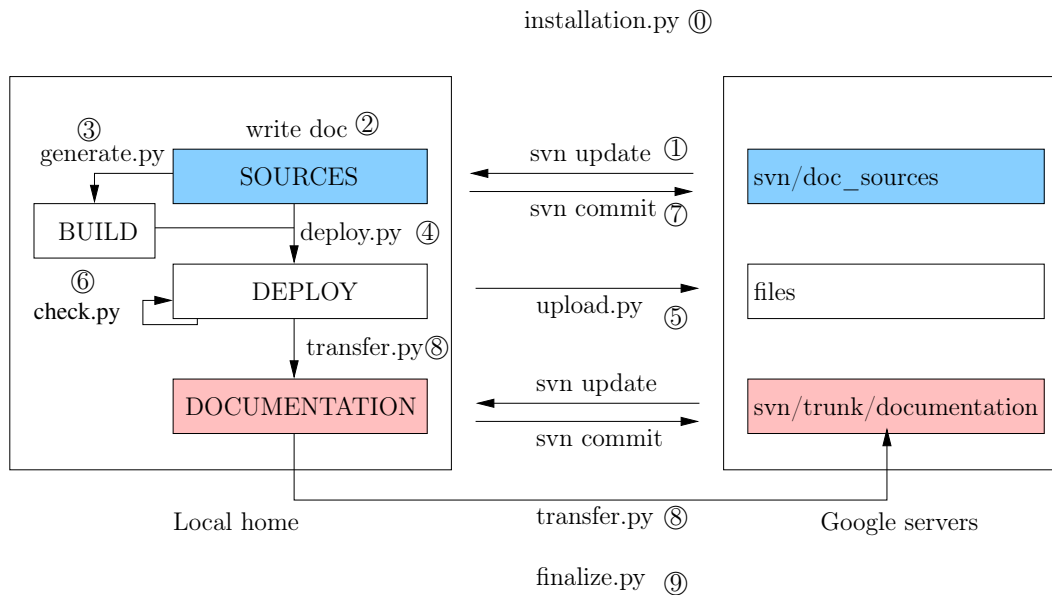 installation.py ⓪
③
write doc ②
generate.py
SOURCES
svn update ①
svn/doc_sources
svn commit ⑦
BUILD
deploy.py ④
⑥
check.py
DEPLOY
upload.py ⑤
files
transfer.py⑧
svn update
DOCUMENTATION
svn/trunk/documentation
svn commit
Local home
transfer.py ⑧
Google servers
finalize.py ⑨